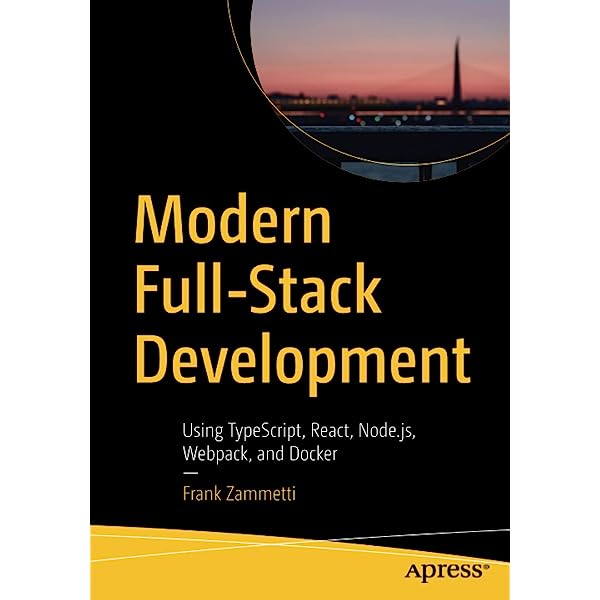 Modern
Full-Stack
Development
Using TypeScript, React, Node.js,
Webpack, and Docker
—
Frank Zammetti
Apress®